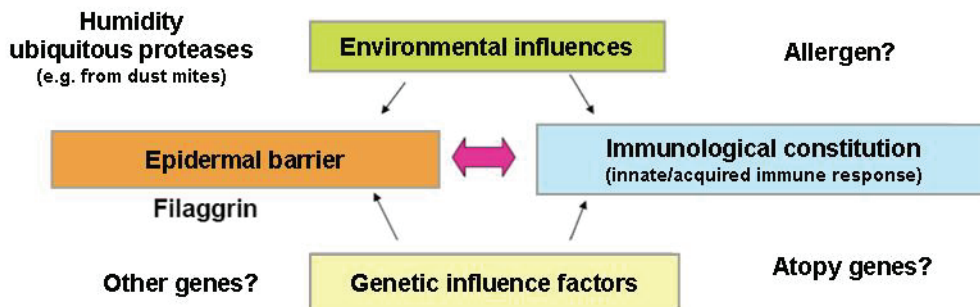 Humidity
ubiquitous proteases
(e.g. from dust mites)
Environmental influences
Allergen?
Epidermal barrier
Immunological constitution
(innate/acquired immune response)
Filaggrin
Other genes?
Genetic influence factors
Atopy genes?